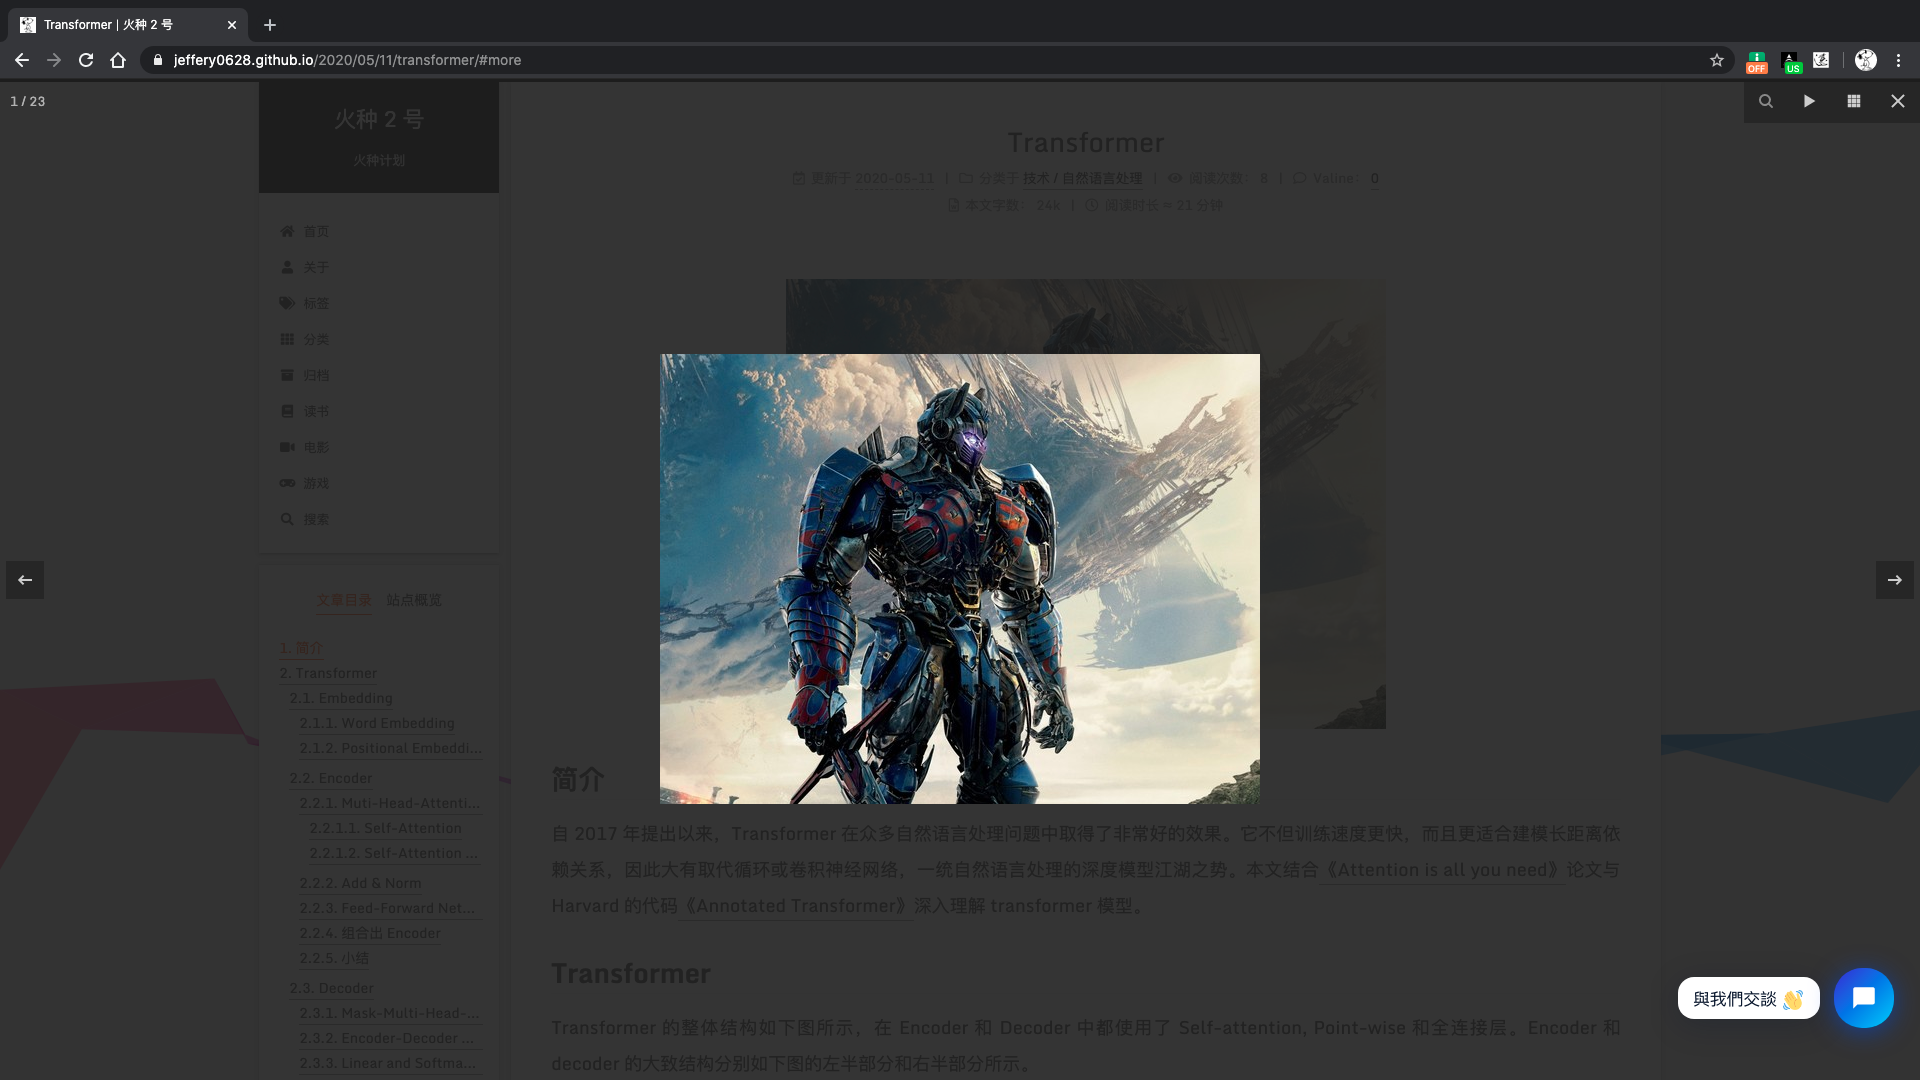 Transformer | 火种 2 号
jeffery0628.github.io/2020/05/11/transformer/#more
OFF
US
1 / 23
火种 2 号
火种计划
首页
关于
标签
分类
归档
读书
电影
游戏
搜索
文章目录 站点概览
1. 简介
2. Transformer
2.1. Embedding
2.1.1. Word Embedding
2.1.2. Positional Embeddi...
2.2. Encoder
2.2.1. Muti-Head-Attenti...
2.2.1.1. Self-Attention
2.2.1.2. Self-Attention ...
2.2.2. Add & Norm
2.2.3. Feed-Forward Net...
2.2.4. 组合出 Encoder
2.2.5. 小结
2.3. Decoder
2.3.1. Mask-Multi-Head-...
2.3.2. Encoder-Decoder ...
2.3.3. Linear and Softma...
Transformer
更新于 2020-05-11 | 分类于 技术 / 自然语言处理 | 阅读次数： | Valine： 0
本文字数： 24k | 阅读时长 ≈ 21 分钟
简介
自 2017 年提出以来，Transformer 在众多自然语言处理问题中取得了非常好的效果。它不但训练速度更快，而且更适合建模长距离依
赖关系，因此大有取代循环或卷积神经网络，一统自然语言处理的深度模型江湖之势。本文结合《Attention is all you need》论文与
Harvard 的代码《Annotated Transformer》深入理解 transformer 模型。
Transformer
Transformer 的整体结构如下图所示，在 Encoder 和 Decoder 中都使用了 Self-attention, Point-wise 和全连接层。Encoder 和
decoder 的大致结构分别如下图的左半部分和右半部分所示。
與我們交談 👋